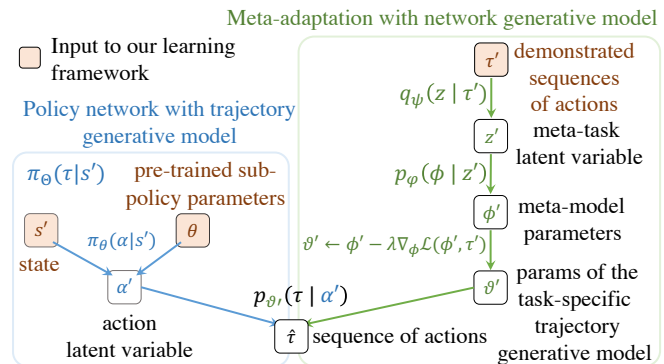 Meta-adaptation with network generative model
Input to our learning
framework
τ′
demonstrated
sequences
of actions
q_ψ(z | τ′)
Policy network with trajectory
generative model
z′
meta-task
latent variable
π_Θ(τ|s′)
pre-trained sub-
policy parameters
p_φ(ϕ | z′)
s′
π_θ(α|s′)
θ
ϕ′
meta-model
parameters
state
ϑ′ ← ϕ′ − λ∇_ϕℒ(ϕ′, τ′)
α′
p_ϑ′(τ | α′)
ϑ′
params of the
task-specific
trajectory
generative model
action
latent variable
τ̂
sequence of actions